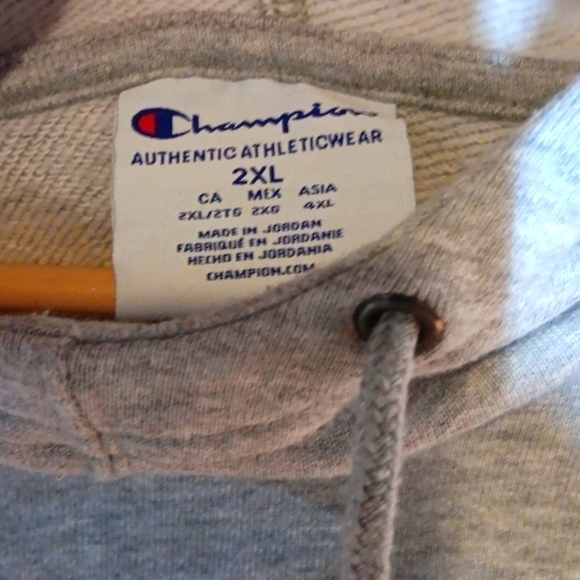 Champion
AUTHENTIC ATHLETICWEAR
2XL
CA MEX ASIA
2XL/2TG 2XG 4XL
MADE IN JORDAN
FABRIQUÉ EN JORDANIE
HECHO EN JORDANIA
CHAMPION.COM